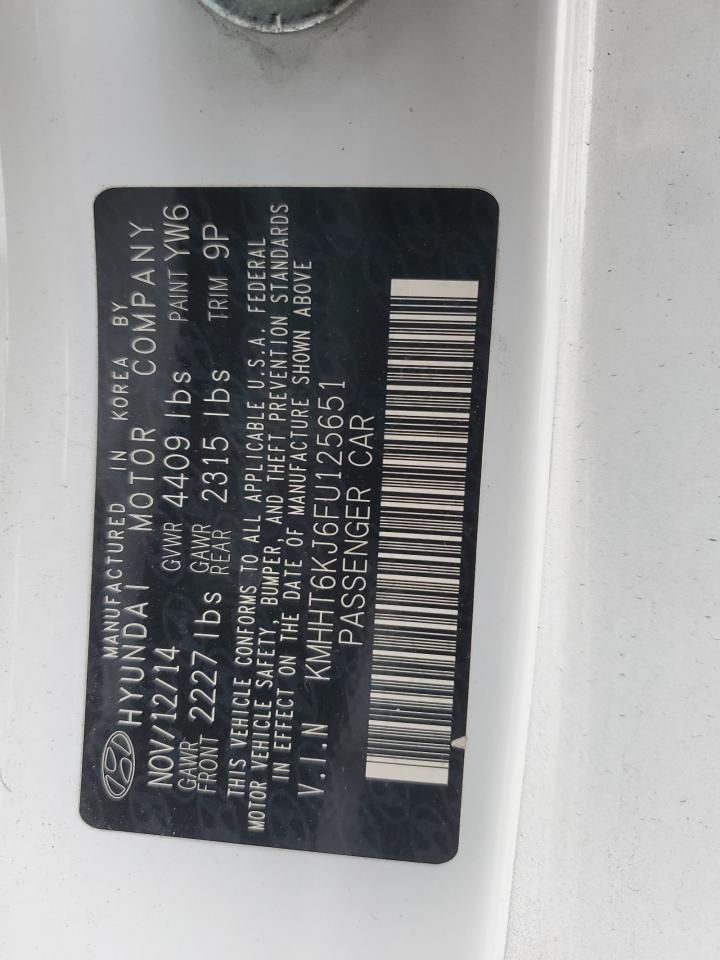 MANUFACTURED IN KOREA BY
HYUNDAI MOTOR COMPANY
NOV/12/14 GVWR 4409 lbs PAINT YW6
GAWR FRONT 2227 lbs GAWR REAR 2315 lbs TRIM 9P
THIS VEHICLE CONFORMS TO ALL APPLICABLE U.S.A. FEDERAL
MOTOR VEHICLE SAFETY, BUMPER, AND THEFT PREVENTION STANDARDS
IN EFFECT ON THE DATE OF MANUFACTURE SHOWN ABOVE
V.I.N KMHHT6KJ6FU125651
PASSENGER CAR